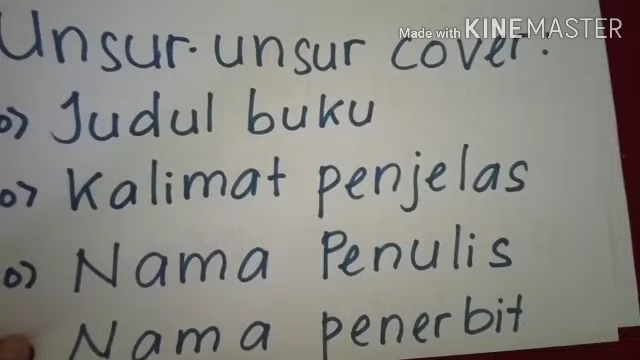 Made with KINEMASTER
Unsur-unsur cover:
o> Judul buku
o> Kalimat penjelas
o> Nama Penulis
Nama penerbit